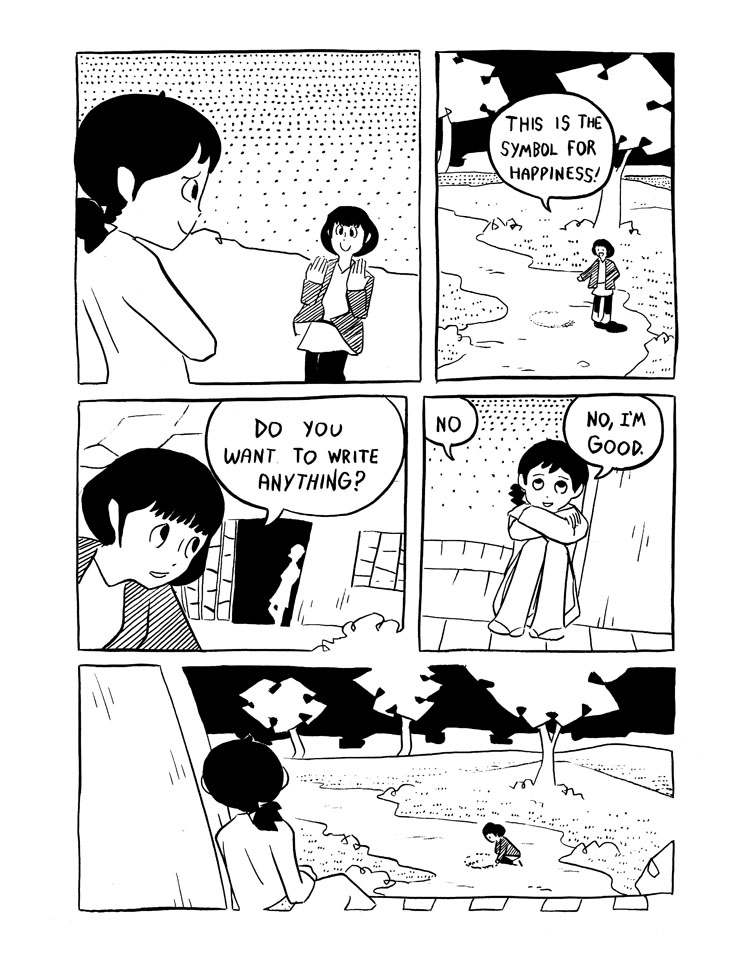 THIS IS THE
SYMBOL FOR
HAPPINESS!
DO YOU
WANT TO WRITE
ANYTHING?
NO
NO, I'M
GOOD.